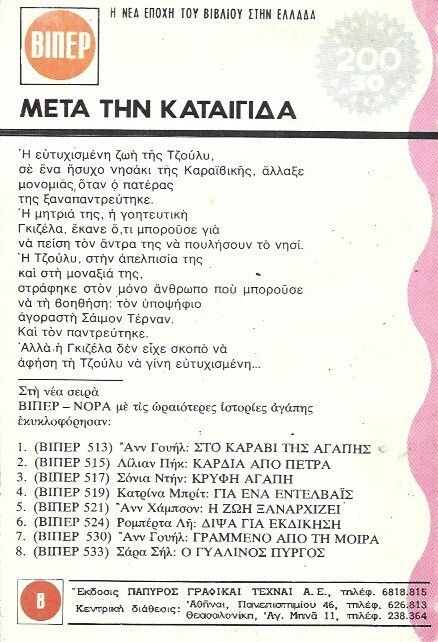 Η ΝΕΑ ΕΠΟΧΗ ΤΟΥ ΒΙΒΛΙΟΥ ΣΤΗΝ ΕΛΛΑΔΑ
ΒΙΠΕΡ
200
50
ΜΕΤΑ ΤΗΝ ΚΑΤΑΙΓΙΔΑ
Ἡ εὐτυχισμένη ζωὴ τῆς Τζούλυ,
σὲ ἕνα ἥσυχο νησάκι τῆς Καραϊβικῆς, ἄλλαξε
μονομιᾶς ὅταν ὁ πατέρας
της ξαναπαντρεύτηκε.
Ἡ μητριά της, ἡ γοητευτικὴ
Γκιζέλα, ἔκανε ὅ,τι μποροῦσε γιὰ
νὰ πείση τὸν ἄντρα της νὰ πουλήσουν τὸ νησί.
Ἡ Τζούλυ, στὴν ἀπελπισία της
καὶ στὴ μοναξιά της,
στράφηκε στὸν μόνο ἄνθρωπο ποὺ μποροῦσε
νὰ τὴ βοηθήση: τὸν ὑποψήφιο
ἀγοραστὴ Σάιμον Τέρναν.
Καὶ τὸν παντρεύτηκε.
Ἀλλὰ ἡ Γκιζέλα δὲν εἶχε σκοπὸ νὰ
ἀφήση τὴ Τζούλυ νὰ γίνη εὐτυχισμένη...
Στὴ νέα σειρὰ
ΒΙΠΕΡ – ΝΟΡΑ μὲ τὶς ὡραιότερες ἱστορίες ἀγάπης
ἐκυκλοφόρησαν:
1. (ΒΙΠΕΡ 513) Ἄνν Γουήλ: ΣΤΟ ΚΑΡΑΒΙ ΤΗΣ ΑΓΑΠΗΣ
2. (ΒΙΠΕΡ 515) Λίλιαν Πήκ: ΚΑΡΔΙΑ ΑΠΟ ΠΕΤΡΑ
3. (ΒΙΠΕΡ 517) Σόνια Ντήν: ΚΡΥΦΗ ΑΓΑΠΗ
4. (ΒΙΠΕΡ 519) Κατρίνα Μπρίτ: ΓΙΑ ΕΝΑ ΕΝΤΕΛΒΑΪΣ
5. (ΒΙΠΕΡ 521) Ἄνν Χάμπσον: Η ΖΩΗ ΞΑΝΑΡΧΙΖΕΙ
6. (ΒΙΠΕΡ 524) Ρομπέρτα Λῆ: ΔΙΨΑ ΓΙΑ ΕΚΔΙΚΗΣΗ
7. (ΒΙΠΕΡ 530) Ἄνν Γουήλ: ΓΡΑΜΜΕΝΟ ΑΠΟ ΤΗ ΜΟΙΡΑ
8. (ΒΙΠΕΡ 533) Σάρα Σήλ: Ο ΓΥΑΛΙΝΟΣ ΠΥΡΓΟΣ
Β
Ἔκδοσις ΠΑΠΥΡΟΣ ΓΡΑΦΙΚΑΙ ΤΕΧΝΑΙ Α.Ε., τηλέφ. 6818.815
Κεντρικὴ διάθεσις: Ἀθῆναι, Πανεπιστημίου 46, τηλέφ. 626.813
Θεσσαλονίκη, Ἁγ. Μηνᾶ 11, τηλέφ. 238.364